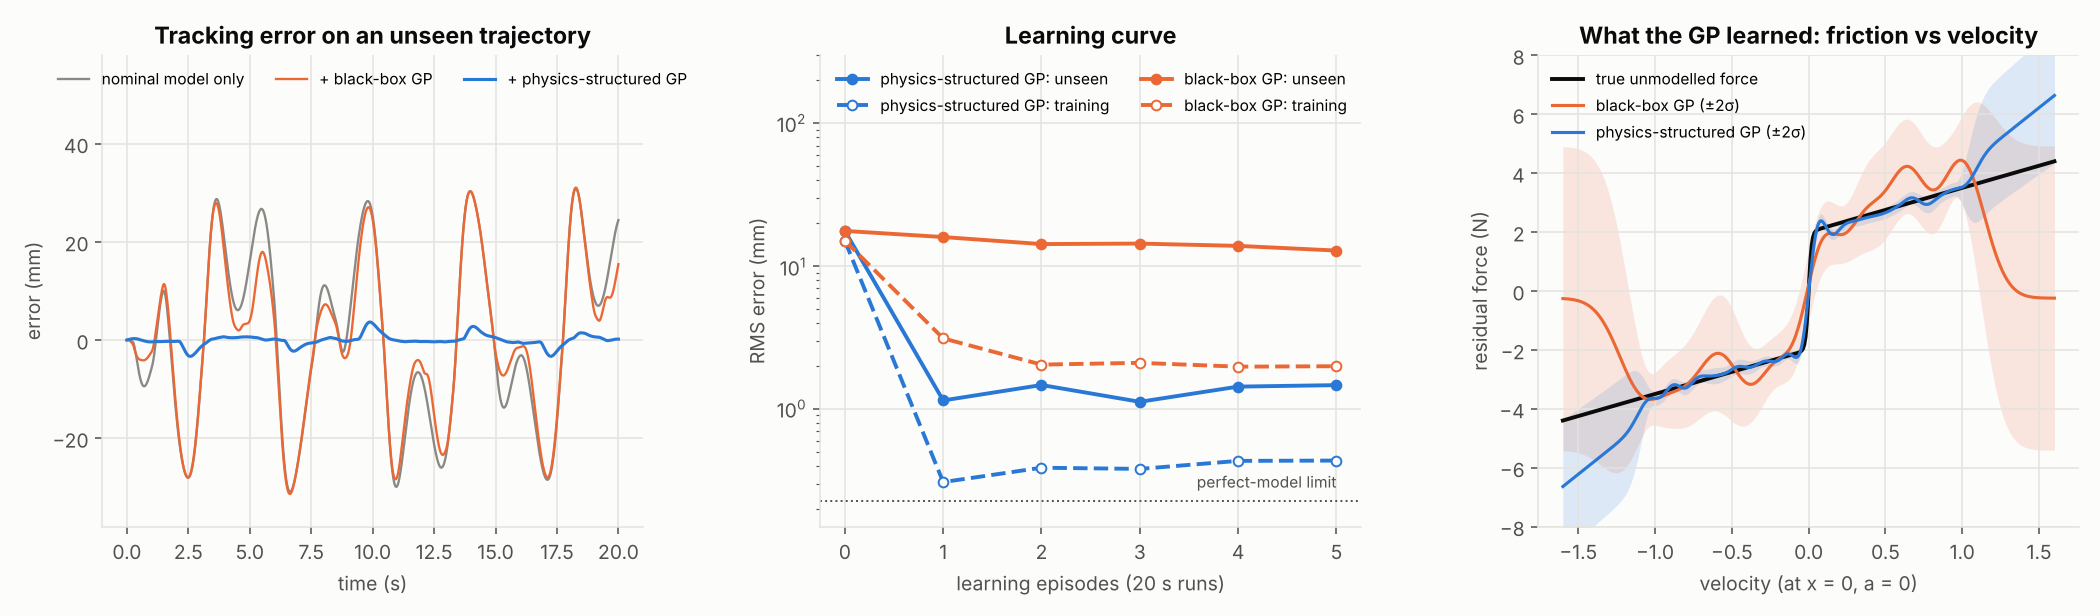 Tracking error on an unseen trajectory
nominal model only
+ black-box GP
+ physics-structured GP
error (mm)
40
20
0
−20
0.0 2.5 5.0 7.5 10.0 12.5 15.0 17.5 20.0
time (s)
Learning curve
physics-structured GP: unseen
physics-structured GP: training
black-box GP: unseen
black-box GP: training
RMS error (mm)
10²
10¹
10⁰
perfect-model limit
0 1 2 3 4 5
learning episodes (20 s runs)
What the GP learned: friction vs velocity
true unmodelled force
black-box GP (±2σ)
physics-structured GP (±2σ)
residual force (N)
8
6
4
2
0
−2
−4
−6
−8
−1.5 −1.0 −0.5 0.0 0.5 1.0 1.5
velocity (at x = 0, a = 0)